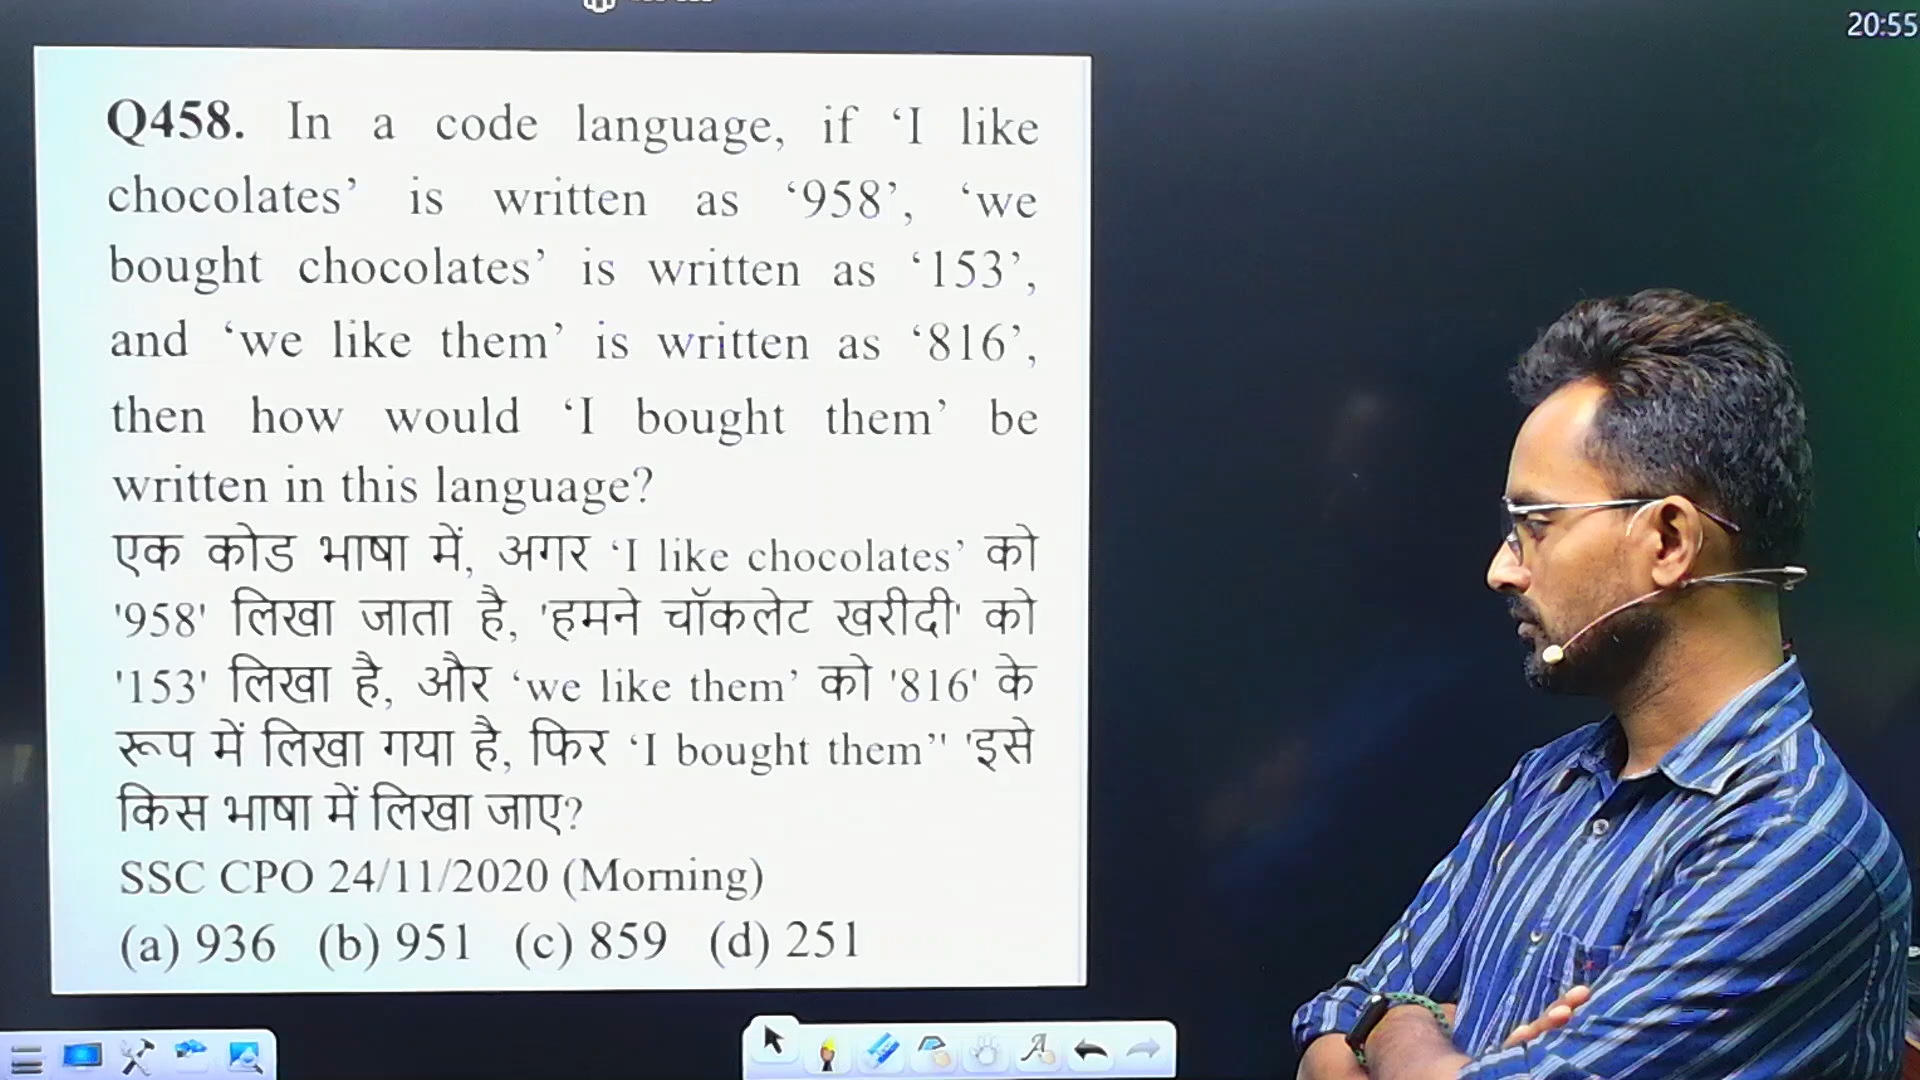 20:55
Q458. In a code language, if ‘I like
chocolates’ is written as ‘958’, ‘we
bought chocolates’ is written as ‘153’,
and ‘we like them’ is written as ‘816’,
then how would ‘I bought them’ be
written in this language?
एक कोड भाषा में, अगर ‘I like chocolates’ को
'958' लिखा जाता है, 'हमने चॉकलेट खरीदी' को
'153' लिखा है, और ‘we like them’ को '816' के
रूप में लिखा गया है, फिर ‘I bought them’' 'इसे
किस भाषा में लिखा जाए?
SSC CPO 24/11/2020 (Morning)
(a) 936 (b) 951 (c) 859 (d) 251